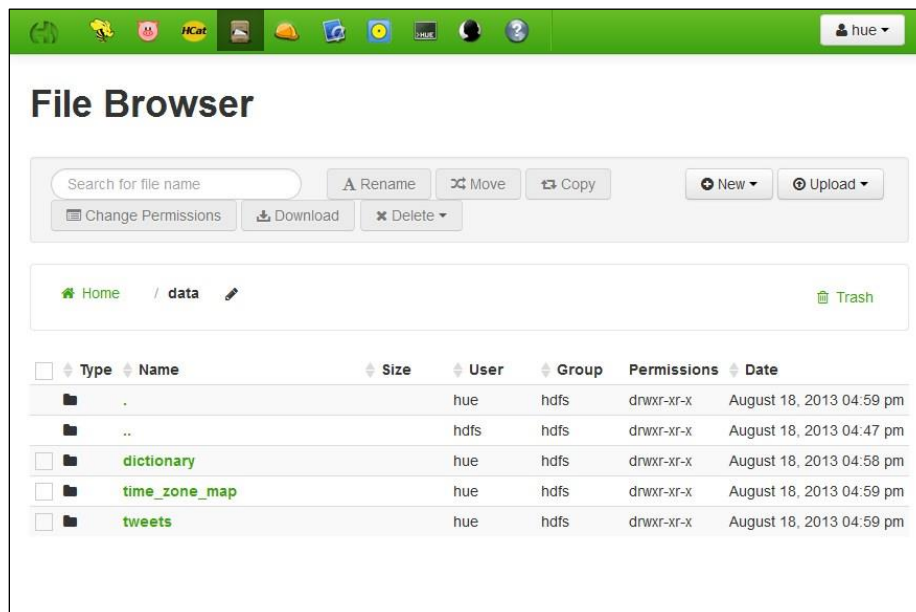 HCat >HUE ? hue
File Browser
Search for file name A Rename Move Copy New Upload
Change Permissions Download Delete
Home / data Trash
Type Name Size User Group Permissions Date
. hue hdfs drwxr-xr-x August 18, 2013 04:59 pm
.. hdfs hdfs drwxr-xr-x August 18, 2013 04:47 pm
dictionary hue hdfs drwxr-xr-x August 18, 2013 04:58 pm
time_zone_map hue hdfs drwxr-xr-x August 18, 2013 04:59 pm
tweets hue hdfs drwxr-xr-x August 18, 2013 04:59 pm